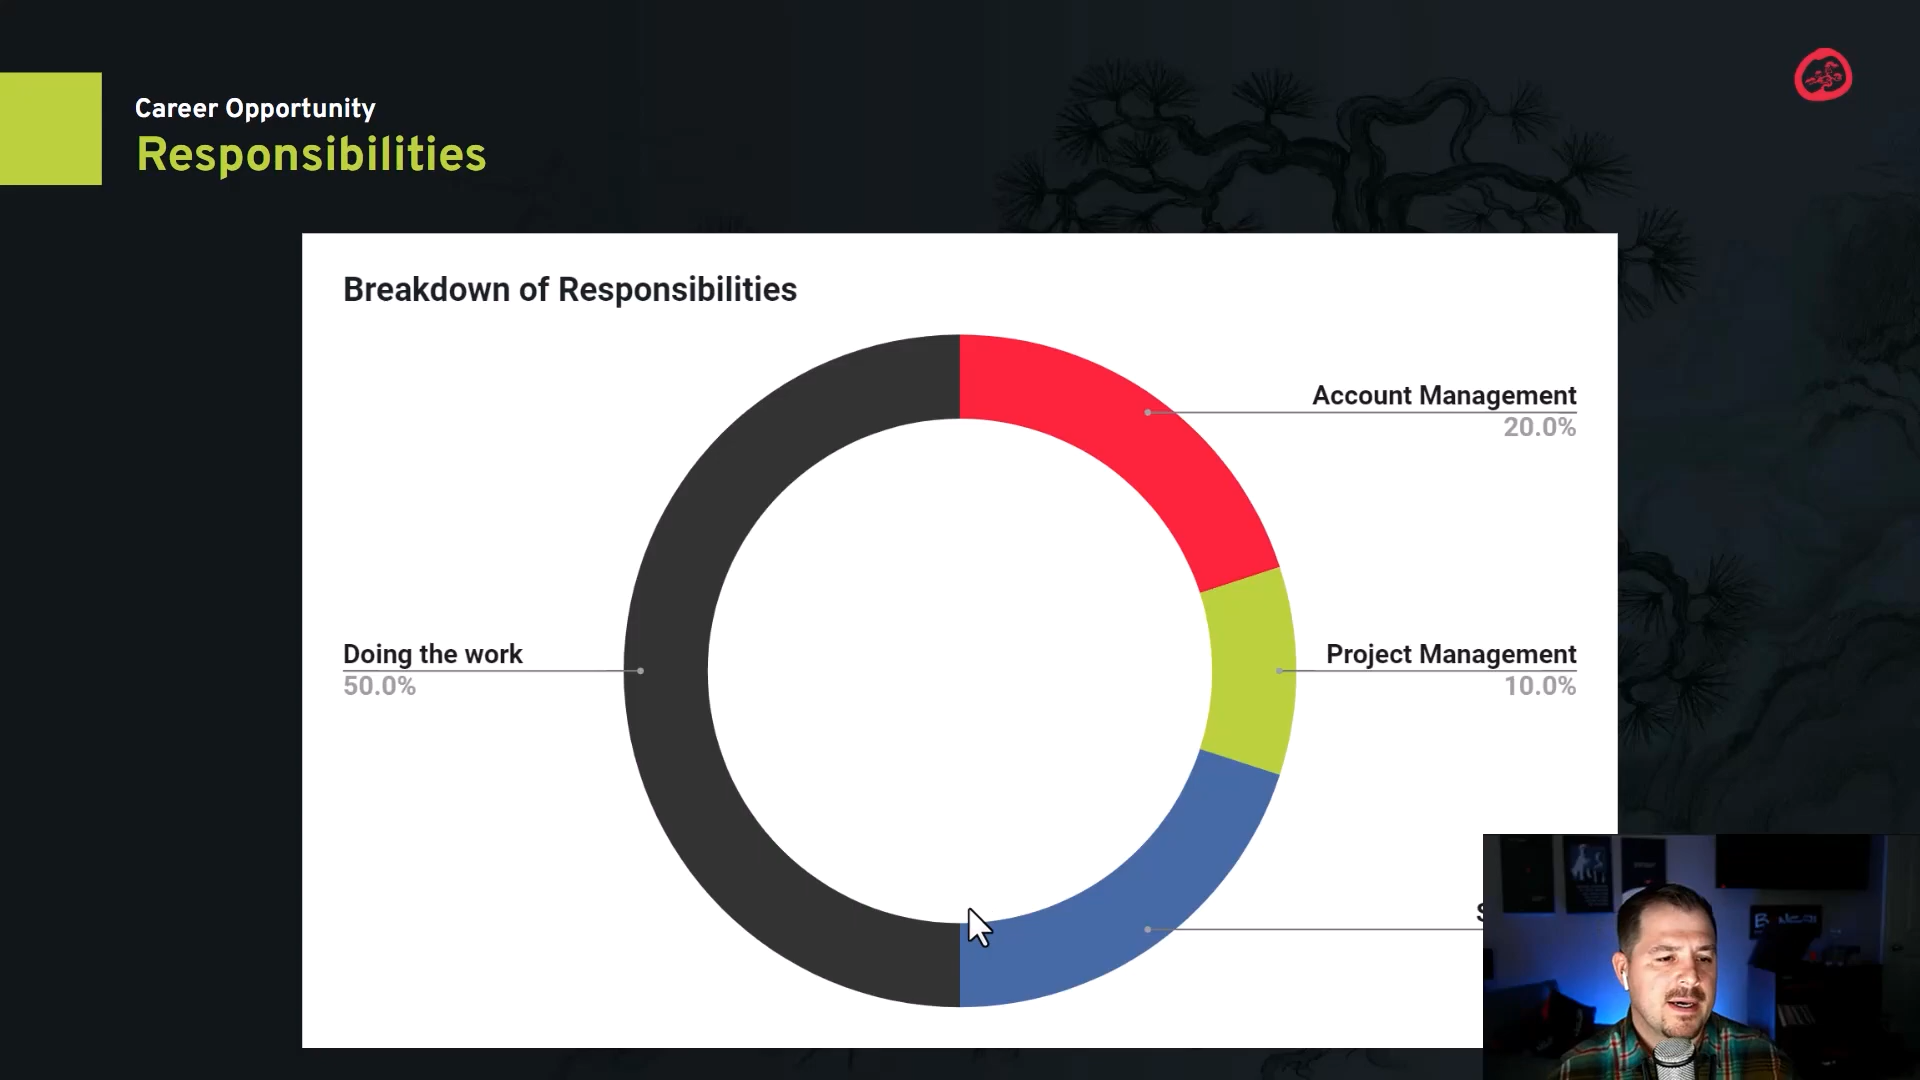 Career Opportunity
Responsibilities
Breakdown of Responsibilities
Account Management
20.0%
Doing the work
50.0%
Project Management
10.0%